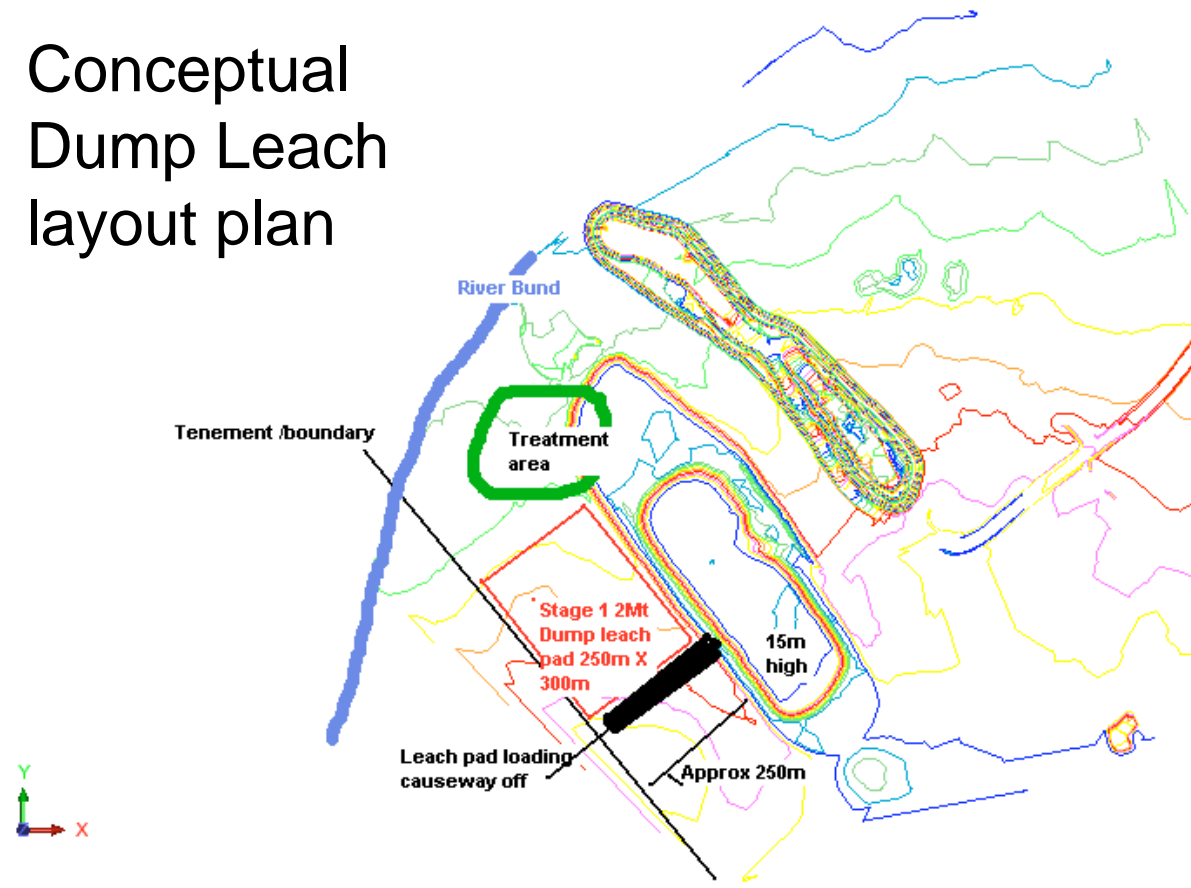 Conceptual
Dump Leach
layout plan
River Bund
Tenement /boundary
Treatment
area
Stage 1 2Mt
Dump leach
pad 250m X
300m
15m
high
Leach pad loading
causeway off
Approx 250m
Y
X